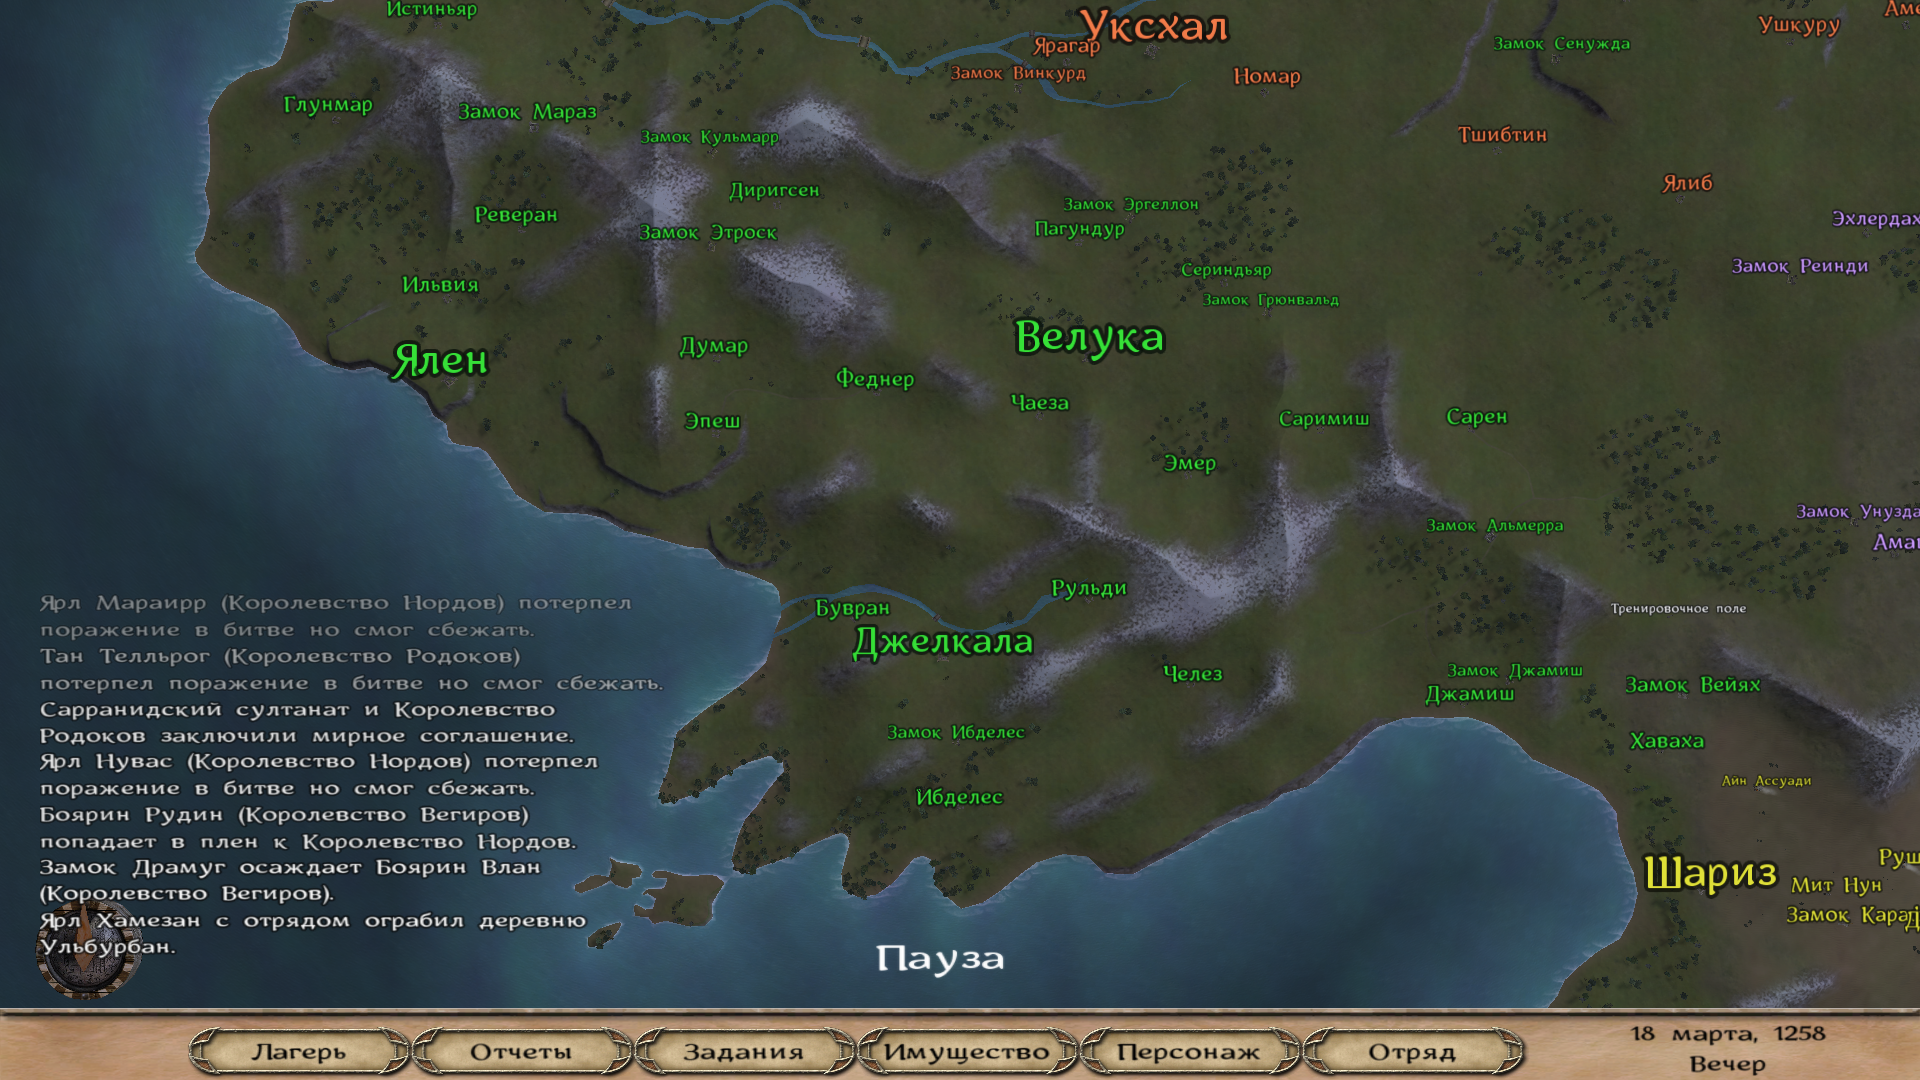 Истиньяр
Уксхал
Ярагар
Замок Винкурд
Номар
Замок Сенужда
Ушкуру
Глунмар
Замок Мараз
Замок Кульмарр
Тшибтин
Диригсен
Ялиб
Реверан
Замок Этроск
Замок Эргеллон
Пагундур
Эхлердах
Ильвия
Сериндьяр
Замок Реинди
Замок Грюнвальд
Ялен
Думар
Велука
Феднер
Чаеза
Эпеш
Саримиш
Сарен
Эмер
Замок Альмерра
Замок Унузда
Рульди
Бувран
Джелкала
Тренировочное поле
Челез
Замок Джамиш
Джамиш
Замок Вейях
Замок Ибделес
Хаваха
Айн Ассуади
Ибделес
Шариз
Мит Нун
Ярл Мараирр (Королевство Нордов) потерпел
поражение в битве но смог сбежать.
Тан Телльрог (Королевство Родоков)
потерпел поражение в битве но смог сбежать.
Сарранидский султанат и Королевство
Родоков заключили мирное соглашение.
Ярл Нувас (Королевство Нордов) потерпел
поражение в битве но смог сбежать.
Боярин Рудин (Королевство Вегиров)
попадает в плен к Королевство Нордов.
Замок Драмуг осаждает Боярин Влан
(Королевство Вегиров).
Ярл Хамезан с отрядом ограбил деревню
Ульбурбан.
Пауза
Лагерь
Отчеты
Задания
Имущество
Персонаж
Отряд
18 марта, 1258
Вечер